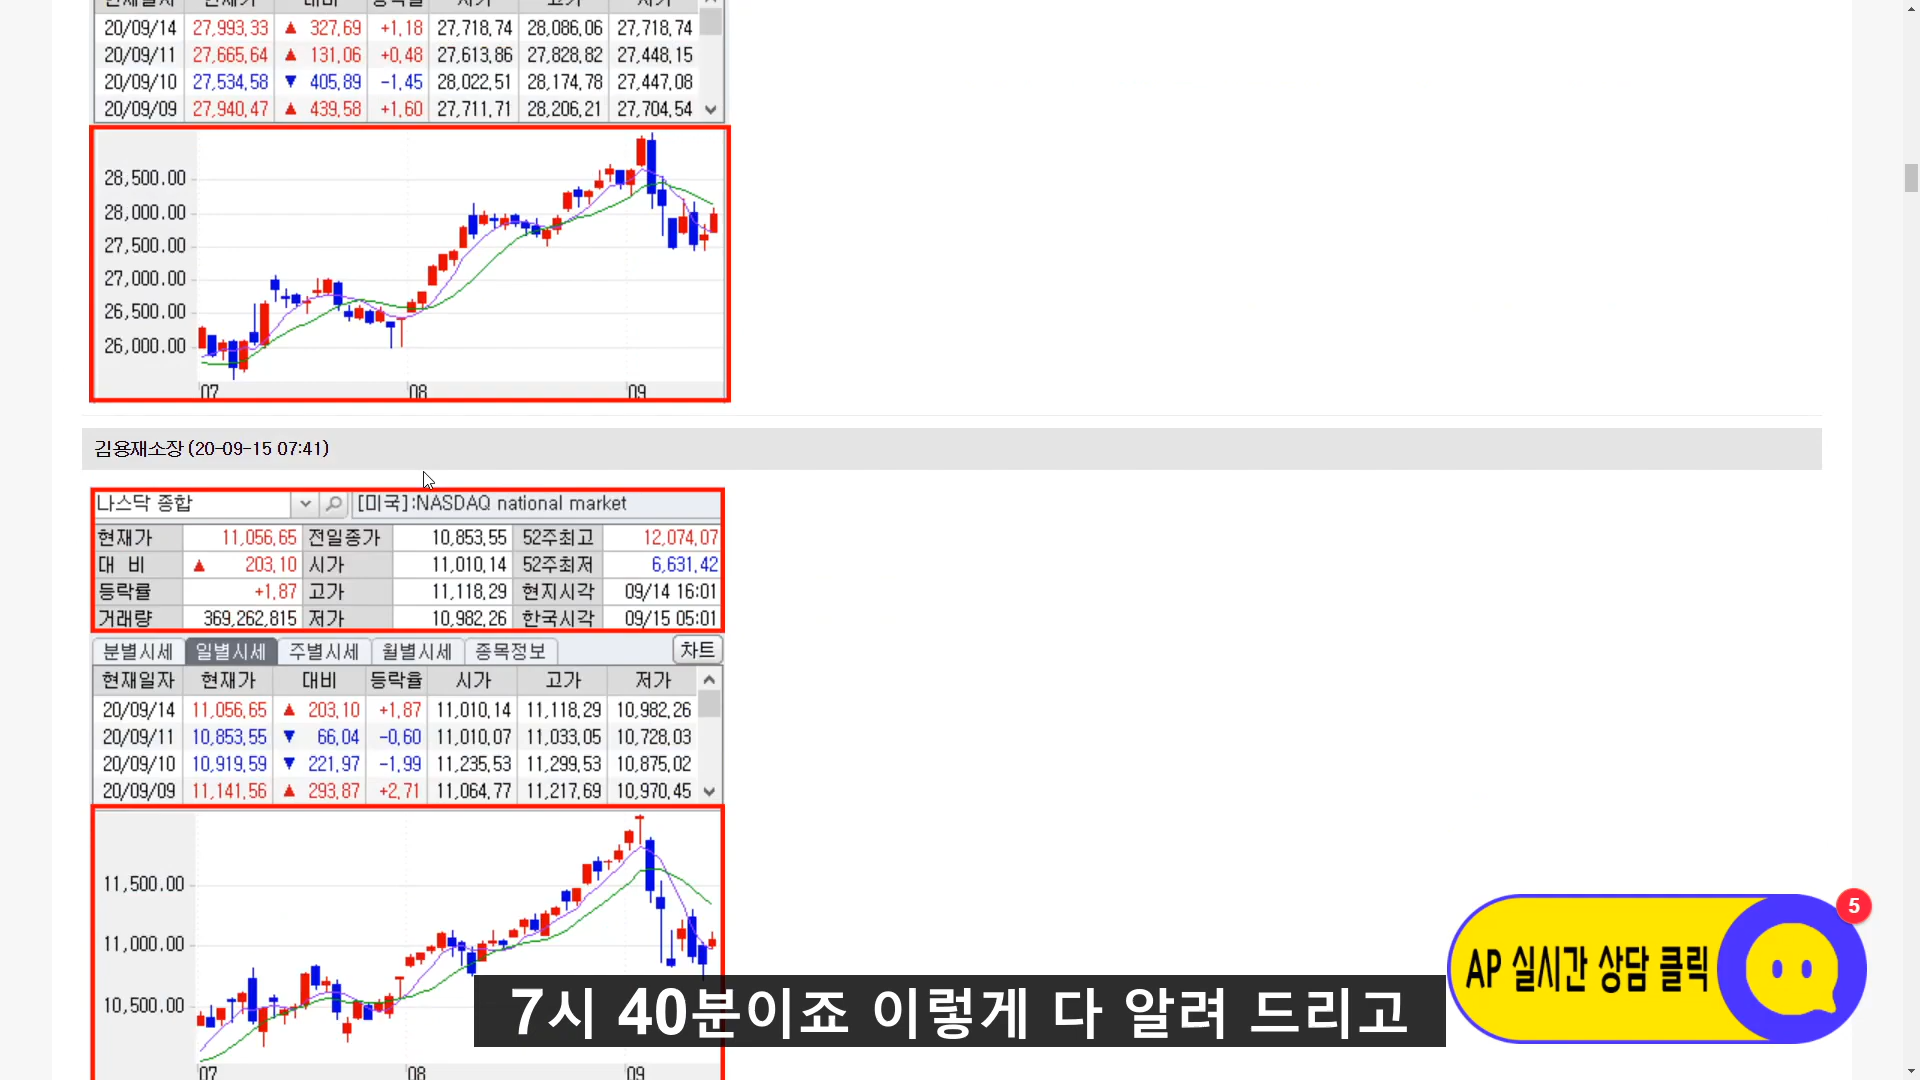 20/09/14 27,993,33 ▲ 327,69 +1,18 27,718,74 28,086,06 27,718,74
20/09/11 27,665,64 ▲ 131,06 +0,48 27,613,86 27,828,82 27,448,15
20/09/10 27,534,58 ▼ 405,89 -1,45 28,022,51 28,174,78 27,447,08
20/09/09 27,940,47 ▲ 439,58 +1,60 27,711,71 28,206,21 27,704,54
28,500.00
28,000.00
27,500.00
27,000.00
26,500.00
26,000.00
07 08 09
김용재소장 (20-09-15 07:41)
나스닥 종합 [미국]:NASDAQ national market
현재가 11,056,65 전일종가 10,853,55 52주최고 12,074,07
대 비 ▲ 203,10 시가 11,010,14 52주최저 6,631,42
등락률 +1,87 고가 11,118,29 현지시각 09/14 16:01
거래량 369,262,815 저가 10,982,26 한국시각 09/15 05:01
분별시세 일별시세 주별시세 월별시세 종목정보 차트
현재일자 현재가 대비 등락율 시가 고가 저가
20/09/14 11,056,65 ▲ 203,10 +1,87 11,010,14 11,118,29 10,982,26
20/09/11 10,853,55 ▼ 66,04 -0,60 11,010,07 11,033,05 10,728,03
20/09/10 10,919,59 ▼ 221,97 -1,99 11,235,53 11,299,53 10,875,02
20/09/09 11,141,56 ▲ 293,87 +2,71 11,064,77 11,217,69 10,970,45
11,500.00
11,000.00
10,500.00
07 08 09
5
AP 실시간 상담 클릭
7시 40분이죠 이렇게 다 알려 드리고